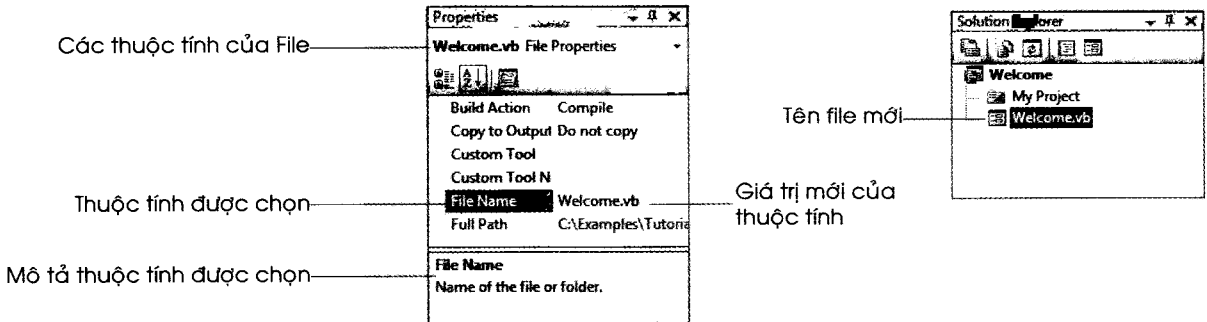 Properties
Welcome.vb File Properties
Build Action Compile
Copy to Output Do not copy
Custom Tool
Custom Tool N
File Name Welcome.vb
Full Path C:\Examples\Tutoria
File Name
Name of the file or folder.
Các thuộc tính của File
Thuộc tính được chọn
Mô tả thuộc tính được chọn
Giá trị mới của
thuộc tính
Solution
Welcome
My Project
Welcome.vb
Tên file mới